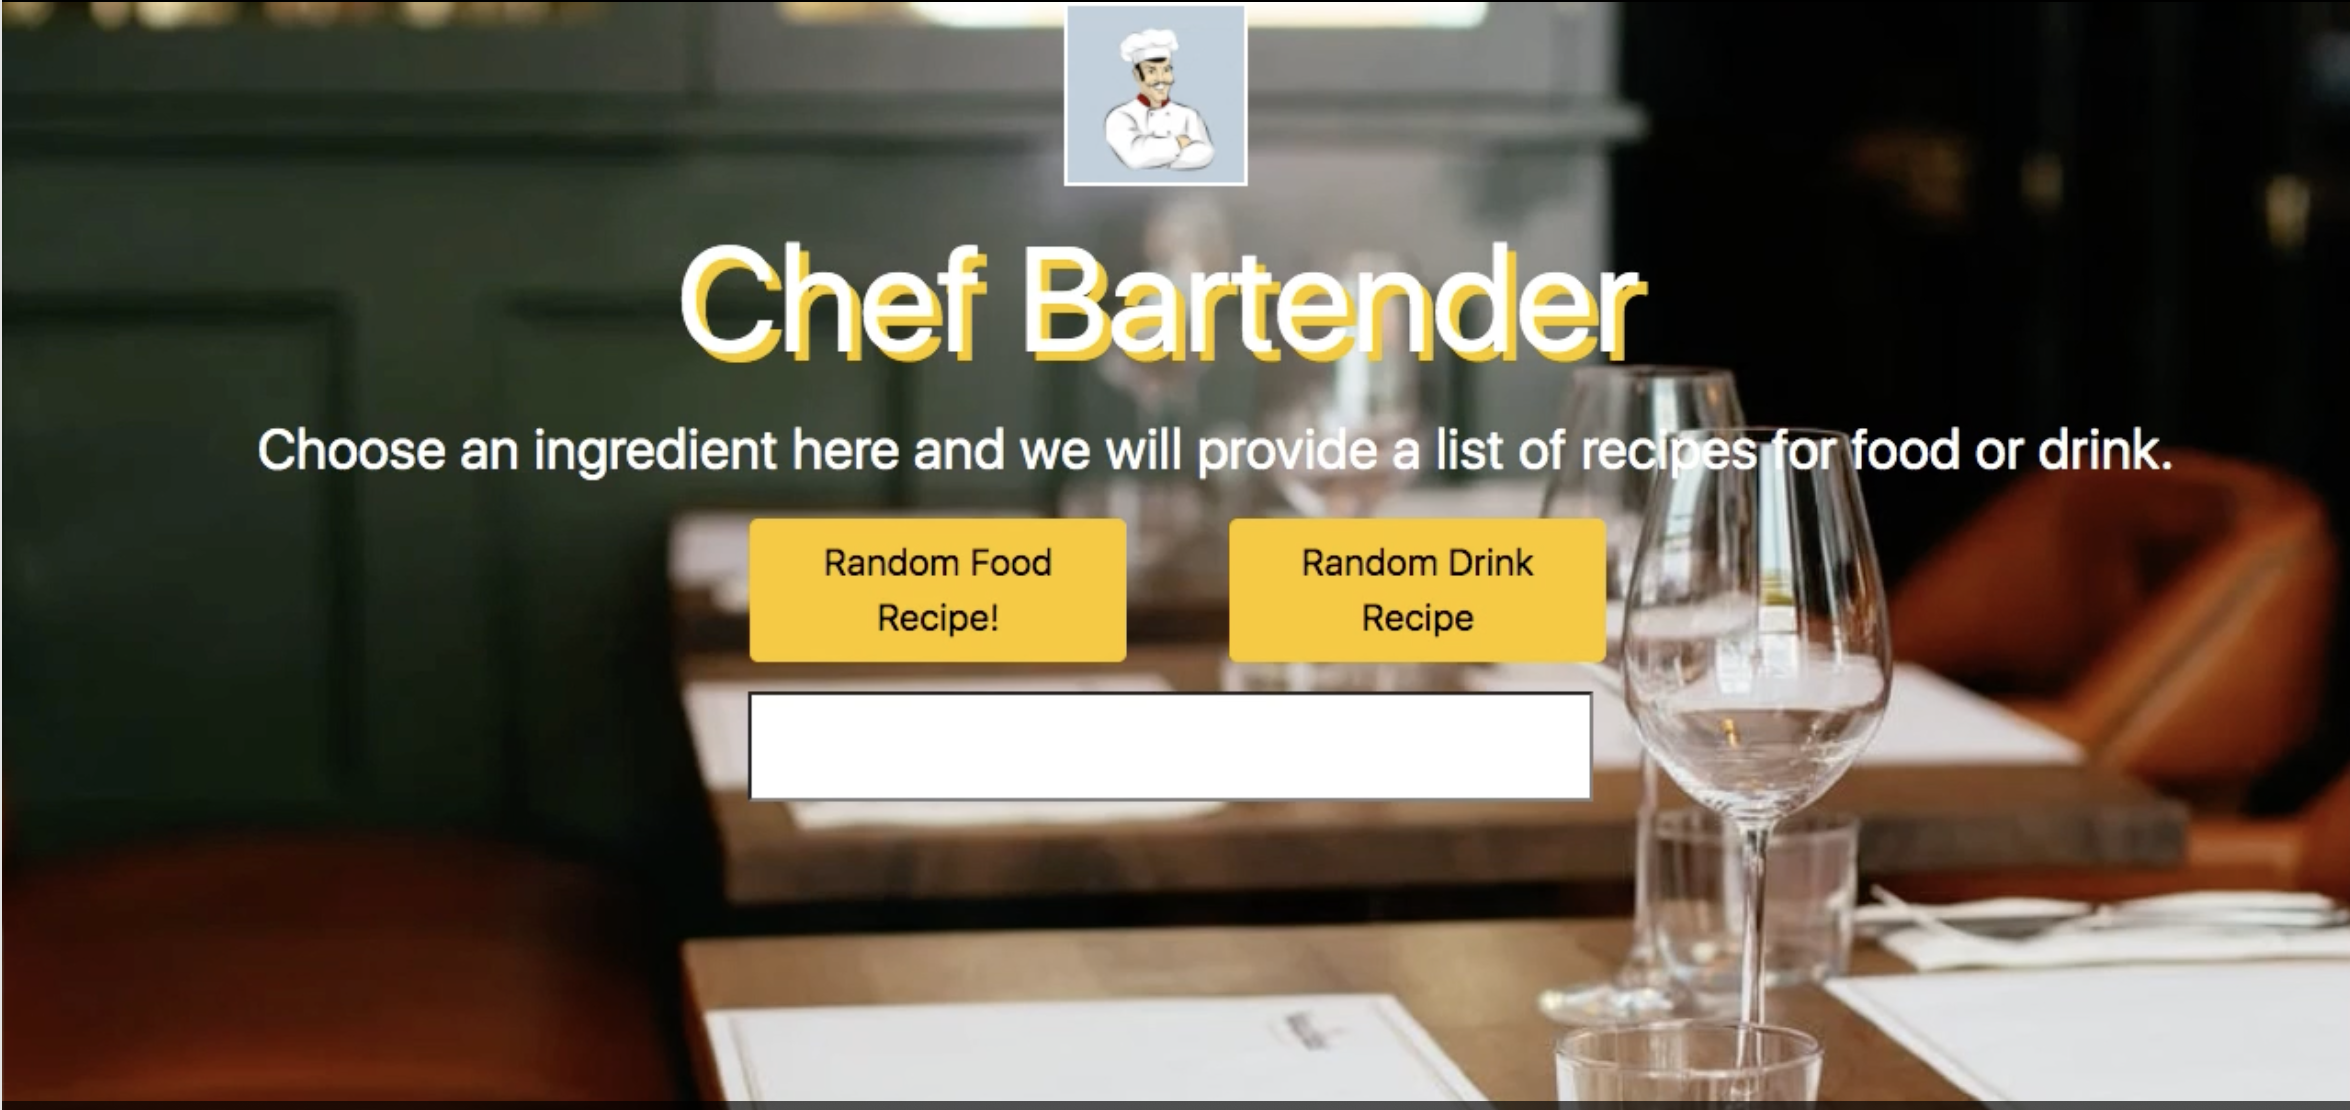 Chef Bartender
Choose an ingredient here and we will provide a list of recipes for food or drink.
Random Food
Recipe!
Random Drink
Recipe